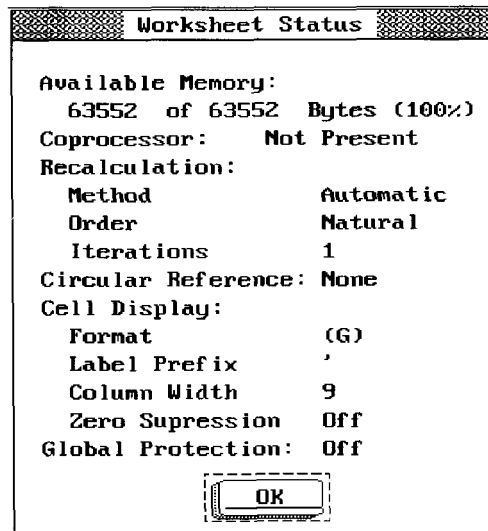 Worksheet Status
Available Memory:
63552 of 63552 Bytes (100%)
Coprocessor: Not Present
Recalculation:
Method Automatic
Order Natural
Iterations 1
Circular Reference: None
Cell Display:
Format (G)
Label Prefix '
Column Width 9
Zero Supression Off
Global Protection: Off
OK